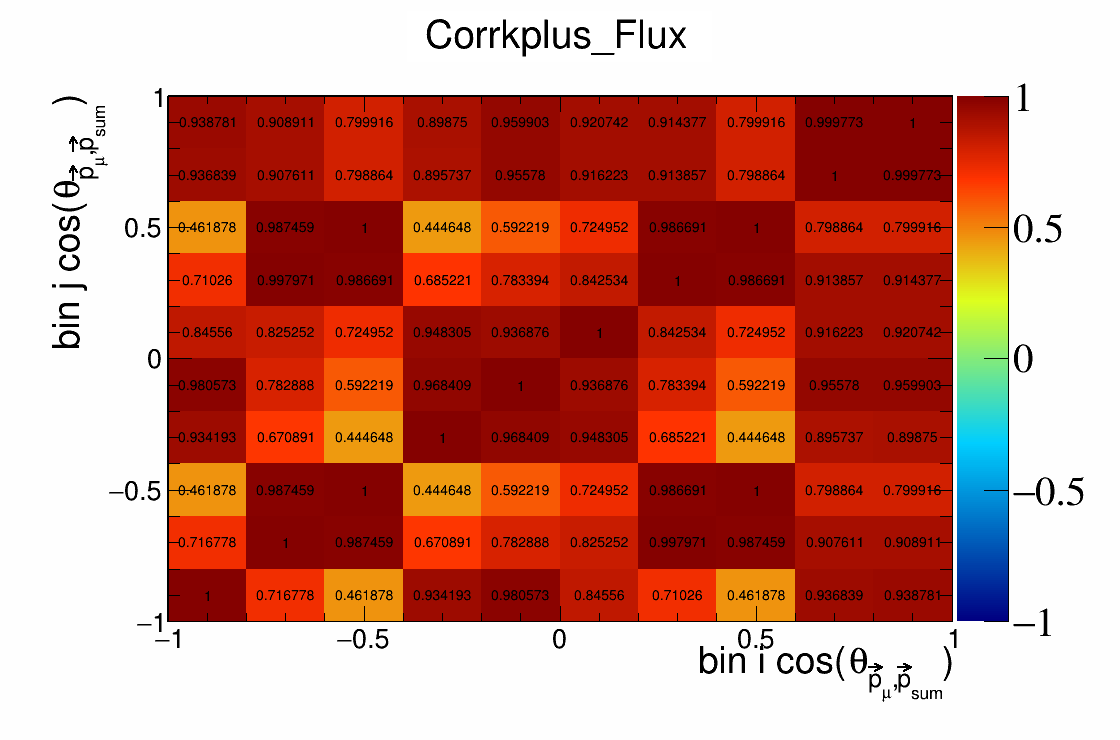 Corrkplus_Flux
bin j cos(θ p⃗μ,p⃗sum)
1
0.938781 0.908911 0.799916 0.89875 0.959903 0.920742 0.914377 0.799916 0.999773 1
0.936839 0.907611 0.798864 0.895737 0.95578 0.916223 0.913857 0.798864 1 0.999773
0.5
0.461878 0.987459 1 0.444648 0.592219 0.724952 0.986691 1 0.798864 0.799916
0.71026 0.997971 0.986691 0.685221 0.783394 0.842534 1 0.986691 0.913857 0.914377
0.84556 0.825252 0.724952 0.948305 0.936876 1 0.842534 0.724952 0.916223 0.920742
0
0.980573 0.782888 0.592219 0.968409 1 0.936876 0.783394 0.592219 0.95578 0.959903
0.934193 0.670891 0.444648 1 0.968409 0.948305 0.685221 0.444648 0.895737 0.89875
−0.5
0.461878 0.987459 1 0.444648 0.592219 0.724952 0.986691 1 0.798864 0.799916
0.716778 1 0.987459 0.670891 0.782888 0.825252 0.997971 0.987459 0.907611 0.908911
1 0.716778 0.461878 0.934193 0.980573 0.84556 0.71026 0.461878 0.936839 0.938781
−1
−1 −0.5 0 0.5 1
bin i cos(θ p⃗μ,p⃗sum)
1
0.5
0
−0.5
−1